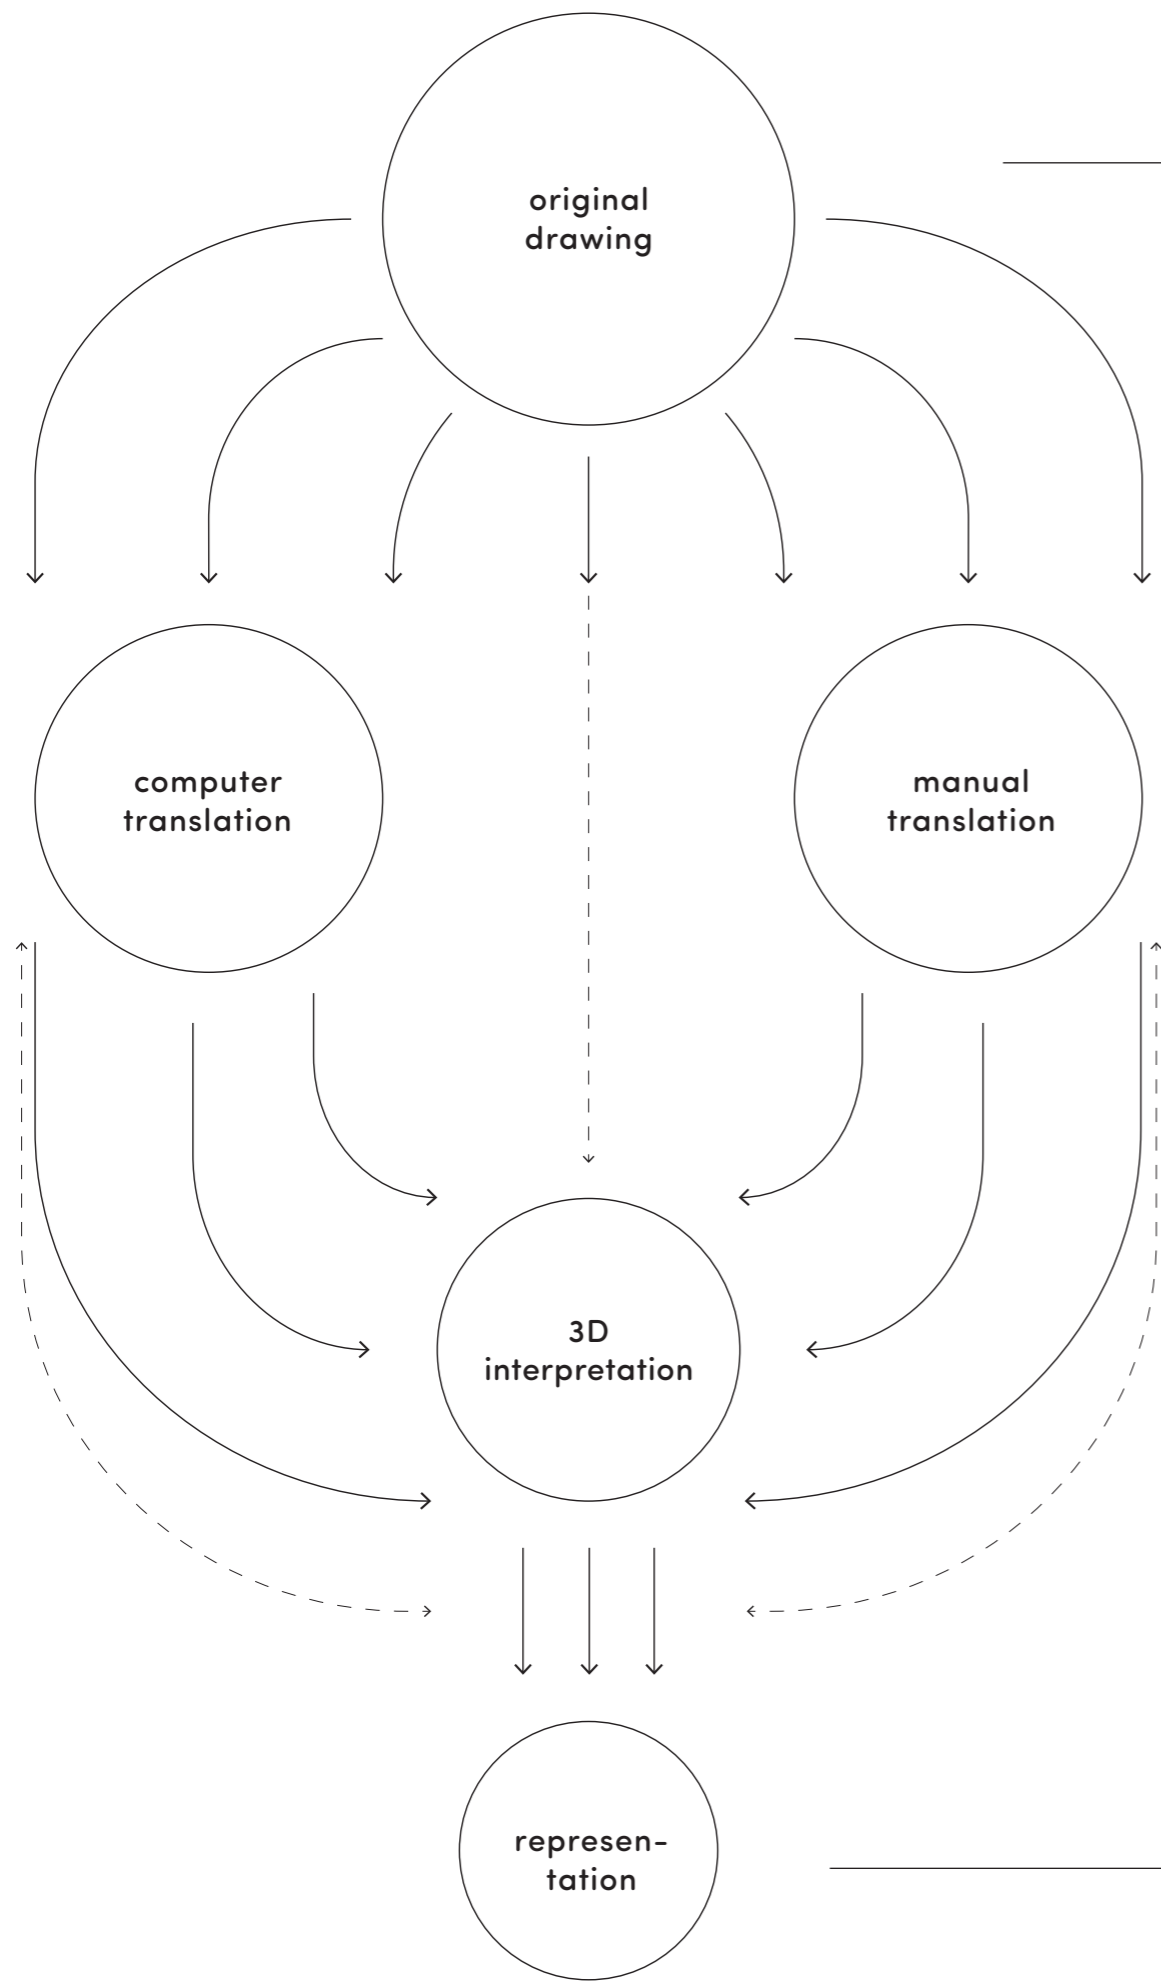 original
drawing
computer
translation
manual
translation
3D
interpretation
represen-
tation